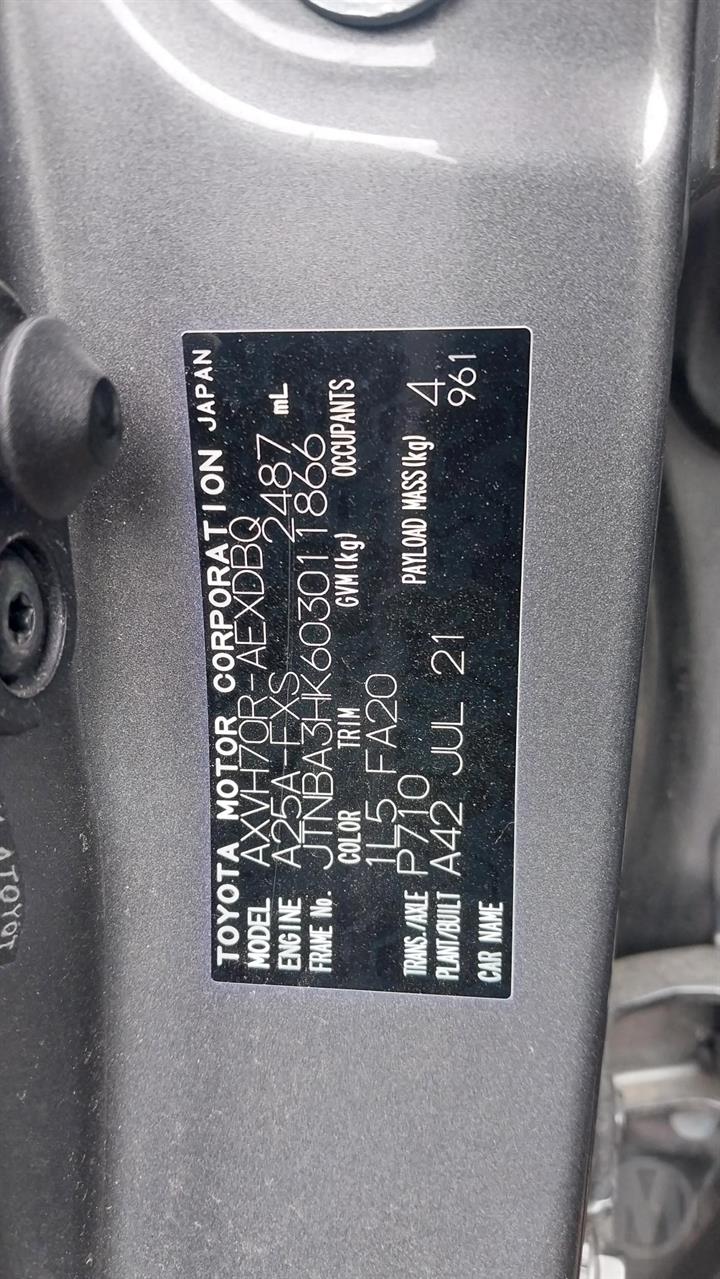 TOYOTA MOTOR CORPORATION JAPAN
MODEL AXVH70R-AEXDBQ
ENGINE A25A-FXS 2487 mL
FRAME No. JTNBA3HK603011866
COLOR TRIM GVM(kg) OCCUPANTS
1L5 FA20
TRANS./AXLE P710 PAYLOAD MASS(kg) 4
PLANT/BUILT A42 JUL 21 961
CAR NAME